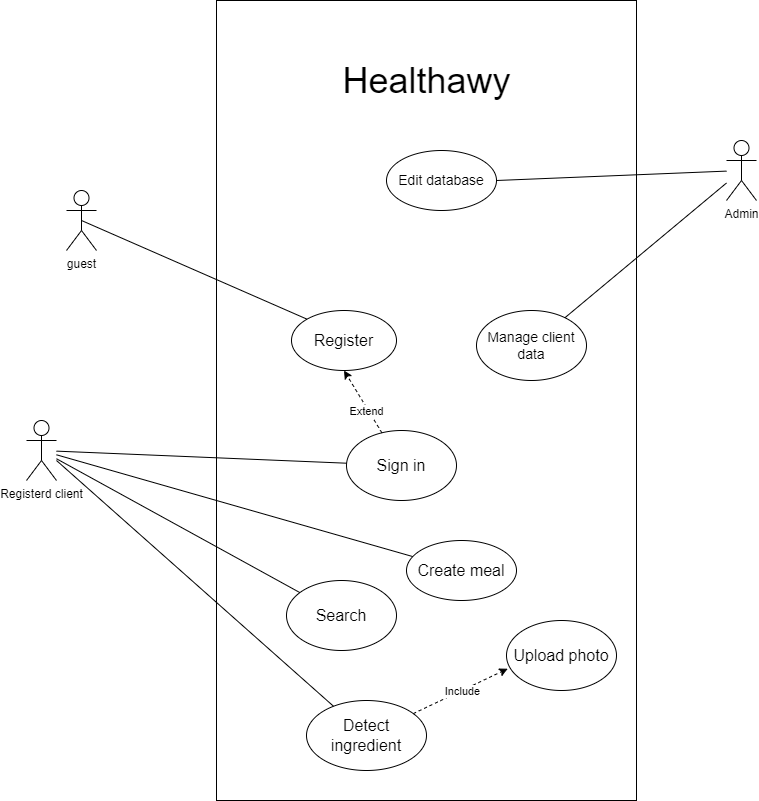 Healthawy
Edit database
Admin
guest
Register
Manage client
data
Extend
Sign in
Registerd client
Create meal
Search
Upload photo
Include
Detect
ingredient